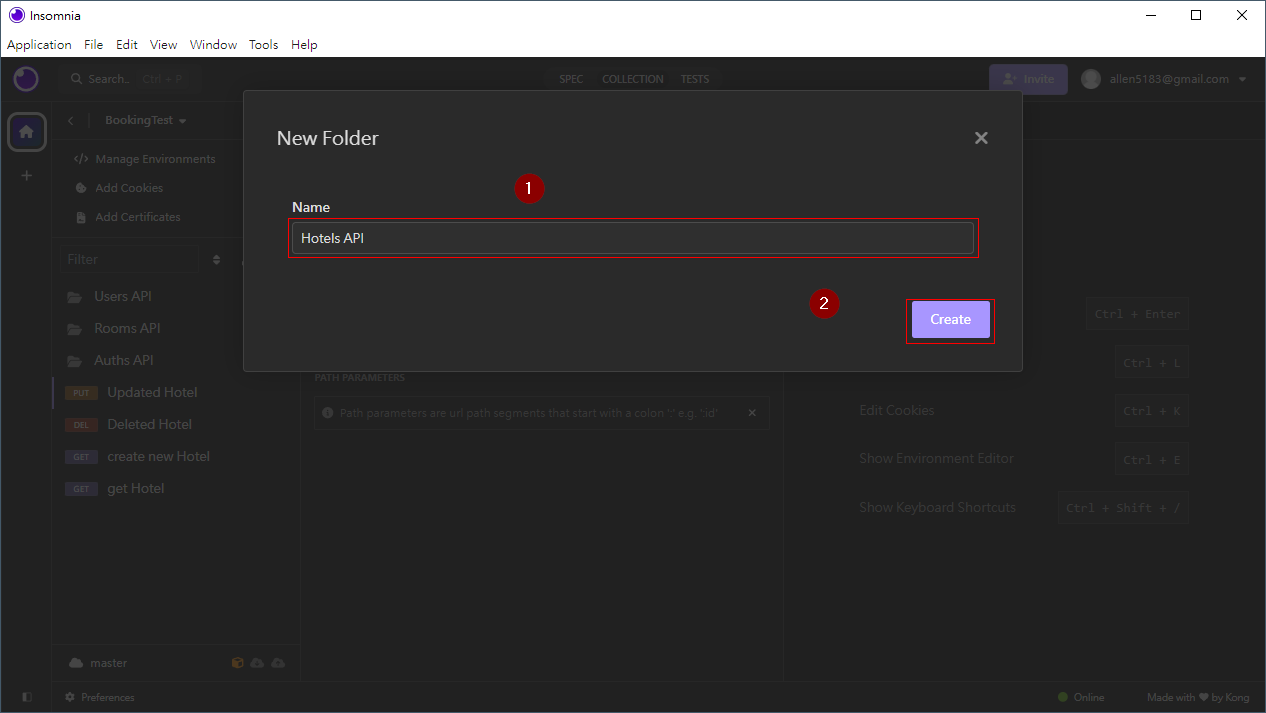 Insomnia
Application File Edit View Window Tools Help
Search.. Ctrl + P
SPEC COLLECTION TESTS
Invite
allen5183@gmail.com
BookingTest
New Folder
Manage Environments
Add Cookies
Add Certificates
1
Name
Hotels API
Filter
2
Create
Users API
Rooms API
Auths API
PUT Updated Hotel
DEL Deleted Hotel
GET create new Hotel
GET get Hotel
PATH PARAMETERS
Path parameters are url path segments that start with a colon ':' e.g. ':id'
Ctrl + Enter
Ctrl + L
Edit Cookies Ctrl + K
Show Environment Editor Ctrl + E
Show Keyboard Shortcuts Ctrl + Shift + /
master
Preferences
Online
Made with ♥ by Kong